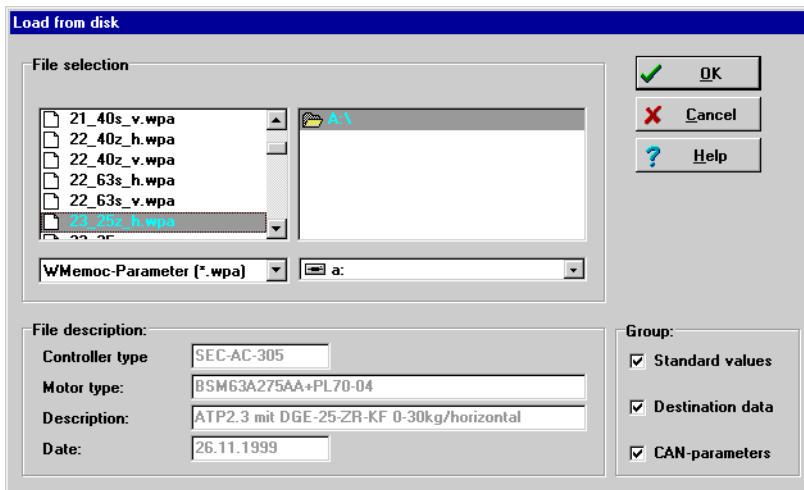 Load from disk
File selection
21_40s_v.wpa
22_40z_h.wpa
22_40z_v.wpa
22_63s_h.wpa
22_63s_v.wpa
23_25z_h.wpa
WMemoc-Parameter (*.wpa)
A:\
a:
OK
Cancel
? Help
File description:
Controller type SEC-AC-305
Motor type: BSM63A275AA+PL70-04
Description: ATP2.3 mit DGE-25-ZR-KF 0-30kg/horizontal
Date: 26.11.1999
Group:
Standard values
Destination data
CAN-parameters